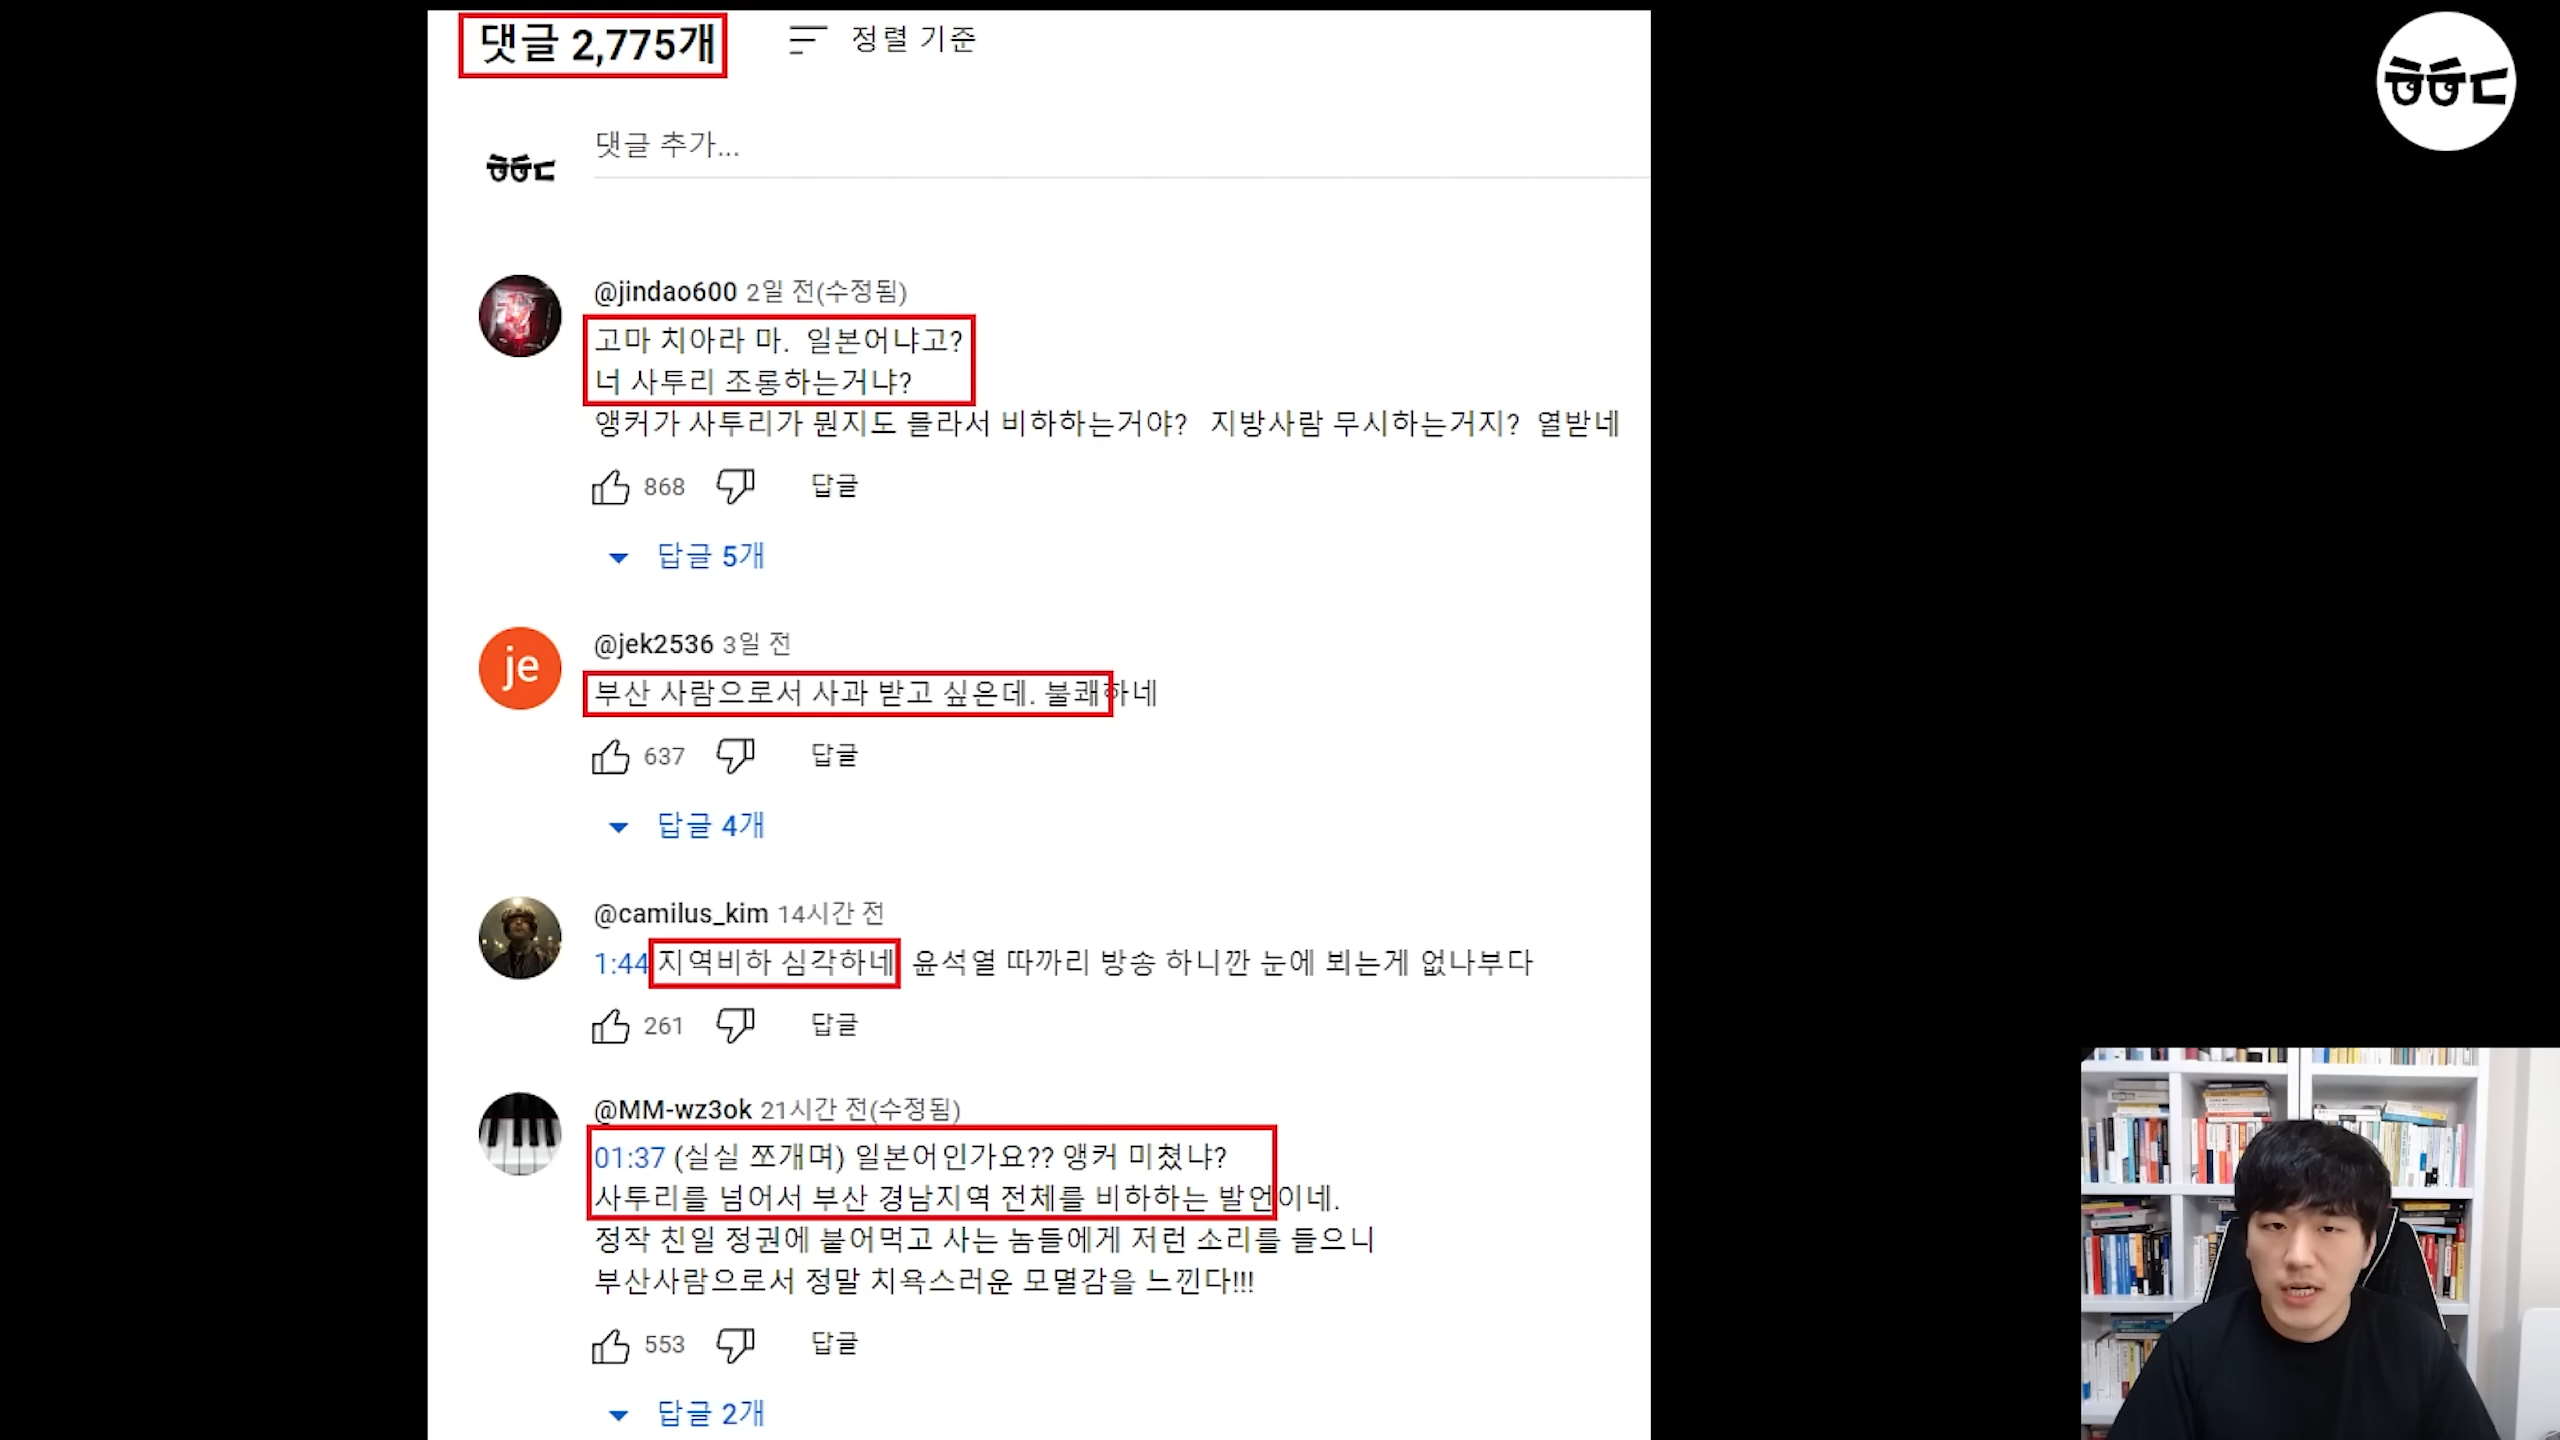 댓글 2,775개
정렬 기준
ㅎㅎㄷ
ㅎㅎㄷ
댓글 추가...
@jindao600 2일 전(수정됨)
고마 치아라 마. 일본어냐고?
너 사투리 조롱하는거냐?
앵커가 사투리가 뭔지도 믈라서 비하하는거야? 지방사람 무시하는거지? 열받네
868
답글
답글 5개
je
@jek2536 3일 전
부산 사람으로서 사과 받고 싶은데. 불쾌하네
637
답글
답글 4개
@camilus_kim 14시간 전
1:44 지역비하 심각하네 윤석열 따까리 방송 하니깐 눈에 뵈는게 없나부다
261
답글
@MM-wz3ok 21시간 전(수정됨)
01:37 (실실 쪼개며) 일본어인가요?? 앵커 미쳤냐?
사투리를 넘어서 부산 경남지역 전체를 비하하는 발언이네.
정작 친일 정권에 붙어먹고 사는 놈들에게 저런 소리를 들으니
부산사람으로서 정말 치욕스러운 모멸감을 느낀다!!!
553
답글
답글 2개